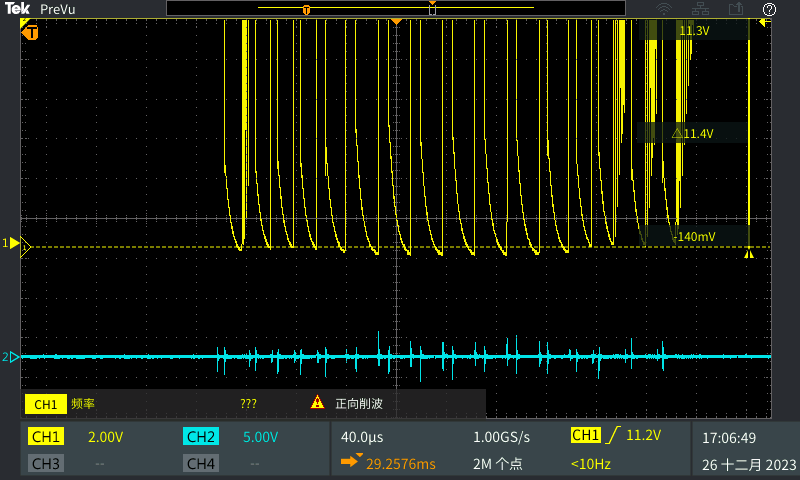 Tek PreVu
T
T
11.3V
△11.4V
-140mV
1
2
CH1 频率 ??? 正向削波
CH1 2.00V CH2 5.00V 40.0μs 1.00GS/s CH1 11.2V 17:06:49
CH3 -- CH4 -- 29.2576ms 2M 个点 <10Hz 26 十二月 2023